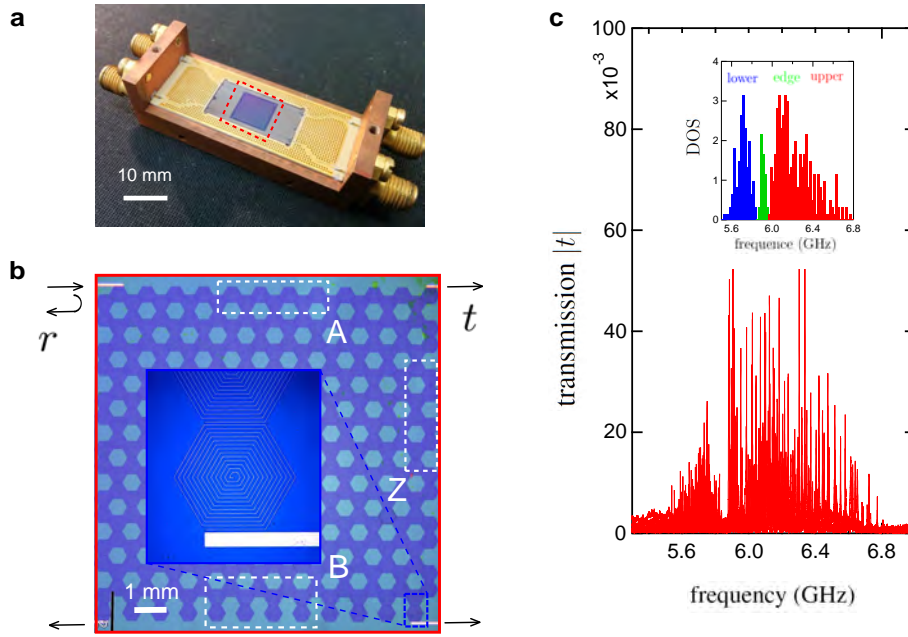 a
10 mm
b
r
t
A
Z
B
1 mm
c
×10⁻³
100
80
60
40
20
0
transmission |t|
5.6
6.0
6.4
6.8
frequency (GHz)
lower
edge
upper
DOS
4
3
2
1
0
5.6
6.0
6.4
6.8
frequence (GHz)